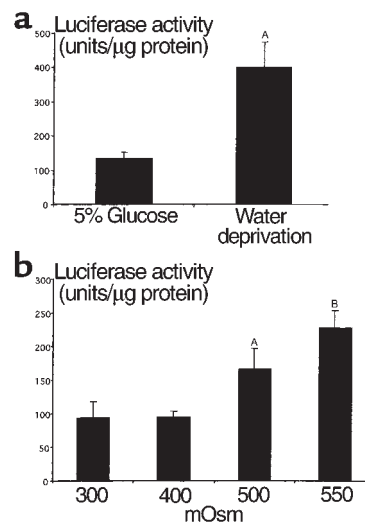 a
Luciferase activity
(units/µg protein)
500
400
300
200
100
0
A
5% Glucose
Water
deprivation
b
Luciferase activity
(units/µg protein)
300
250
200
150
100
50
0
A
B
300 400 500 550
mOsm